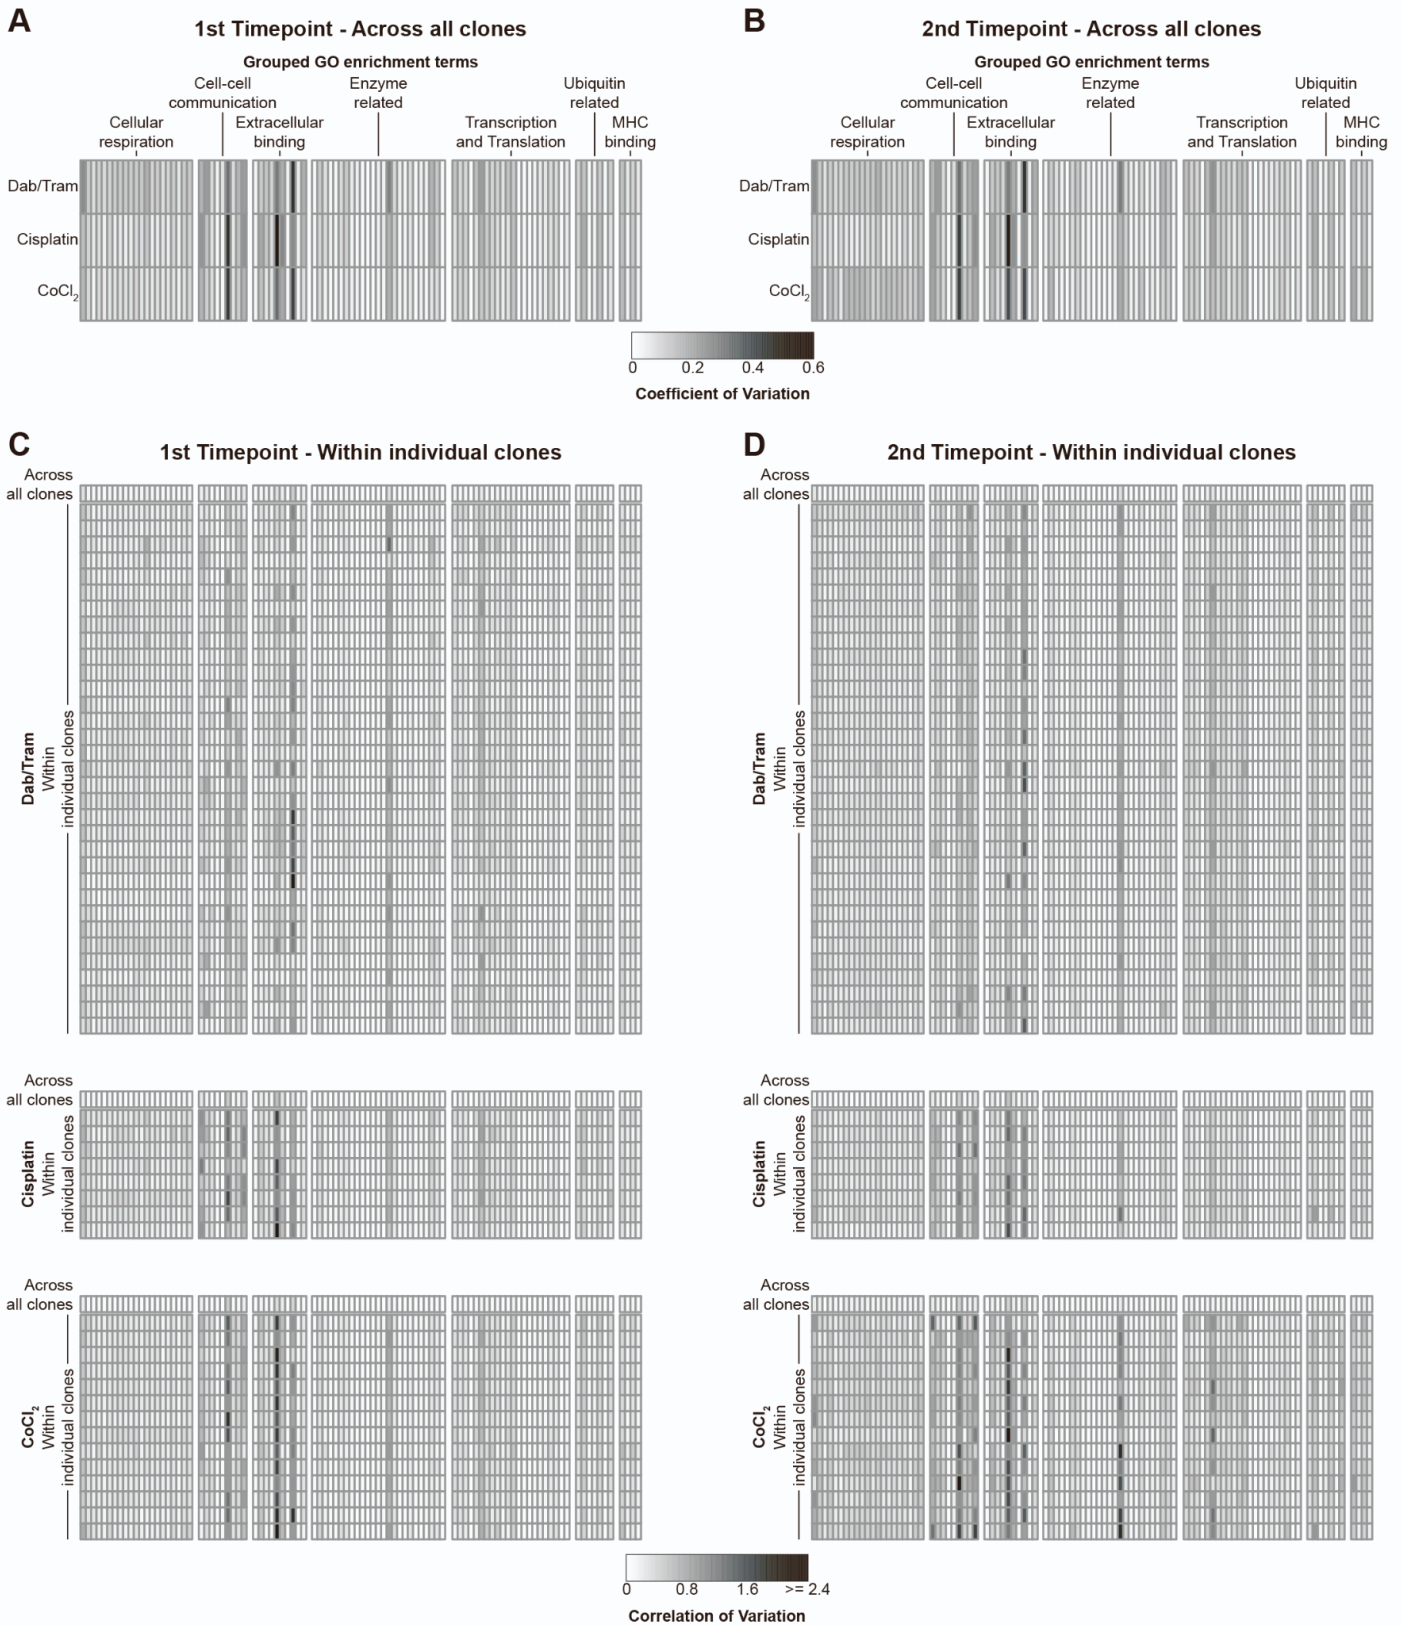 A
1st Timepoint - Across all clones
Grouped GO enrichment terms
Cell-cell
communication
Enzyme
related
Ubiquitin
related
Cellular
respiration
Extracellular
binding
Transcription
and Translation
MHC
binding
Dab/Tram
Cisplatin
CoCl2
B
2nd Timepoint - Across all clones
Grouped GO enrichment terms
Cell-cell
communication
Enzyme
related
Ubiquitin
related
Cellular
respiration
Extracellular
binding
Transcription
and Translation
MHC
binding
Dab/Tram
Cisplatin
CoCl2
0 0.2 0.4 0.6
Coefficient of Variation
C
1st Timepoint - Within individual clones
Across
all clones
Dab/Tram
Within
individual clones
Across
all clones
Cisplatin
Within
individual clones
Across
all clones
CoCl2
Within
individual clones
D
2nd Timepoint - Within individual clones
Across
all clones
Dab/Tram
Within
individual clones
Across
all clones
Cisplatin
Within
individual clones
Across
all clones
CoCl2
Within
individual clones
0 0.8 1.6 >= 2.4
Correlation of Variation